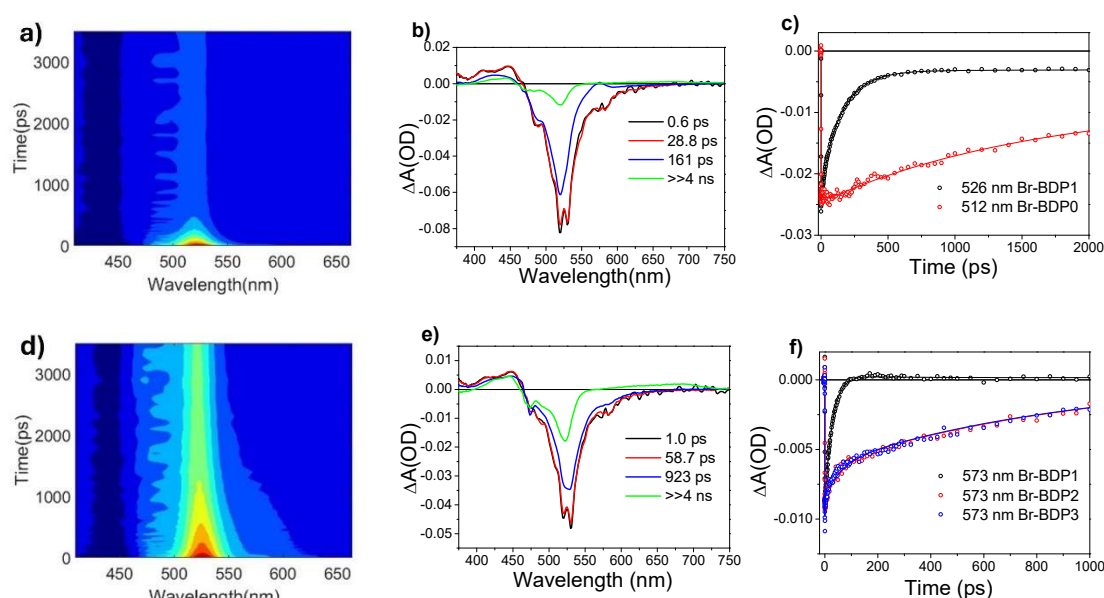 a)
3000
2000
1000
0
Time(ps)
450
500
550
600
650
Wavelength(nm)
b)
0.02
0.00
-0.02
-0.04
-0.06
-0.08
ΔA(OD)
0.6 ps
28.8 ps
161 ps
>>4 ns
400 450 500 550 600 650 700 750
Wavelength(nm)
c)
0.00
-0.01
-0.02
-0.03
ΔA(OD)
526 nm Br-BDP1
512 nm Br-BDP0
0 500 1000 1500 2000
Time (ps)
d)
3000
2000
1000
0
Time(ps)
450
500
550
600
650
Wavelength(nm)
e)
0.01
0.00
-0.01
-0.02
-0.03
-0.04
-0.05
ΔA(OD)
1.0 ps
58.7 ps
923 ps
>>4 ns
400 450 500 550 600 650 700 750
Wavelength (nm)
f)
0.000
-0.005
-0.010
ΔA(OD)
573 nm Br-BDP1
573 nm Br-BDP2
573 nm Br-BDP3
0 200 400 600 800 1000
Time (ps)